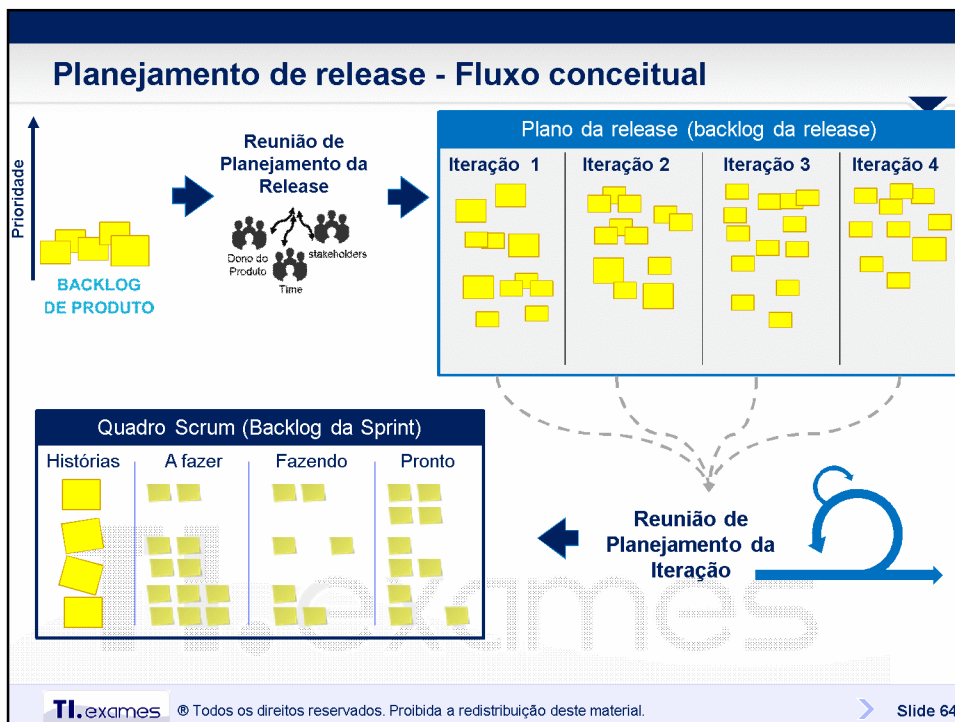 Planejamento de release - Fluxo conceitual
Prioridade
BACKLOG
DE PRODUTO
Reunião de
Planejamento da
Release
Dono do
Produto
stakeholders
Time
Plano da release (backlog da release)
Iteração 1
Iteração 2
Iteração 3
Iteração 4
Quadro Scrum (Backlog da Sprint)
Histórias
A fazer
Fazendo
Pronto
Reunião de
Planejamento da
Iteração
TI.exames
TI.exames
® Todos os direitos reservados. Proibida a redistribuição deste material.
Slide 64